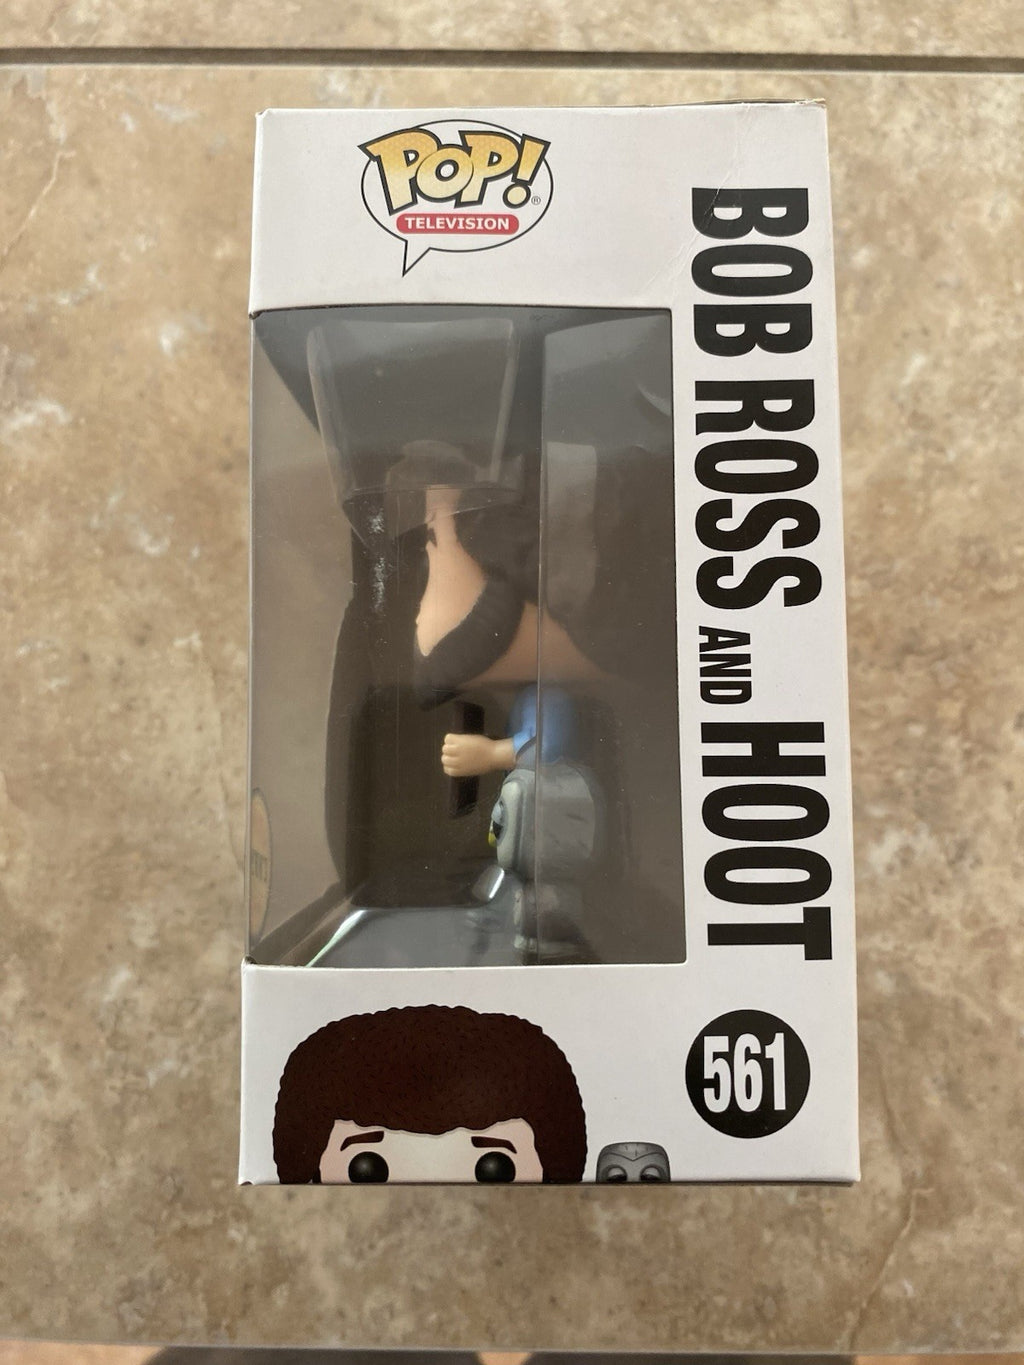 POP!®
TELEVISION
BOB ROSS AND HOOT
561